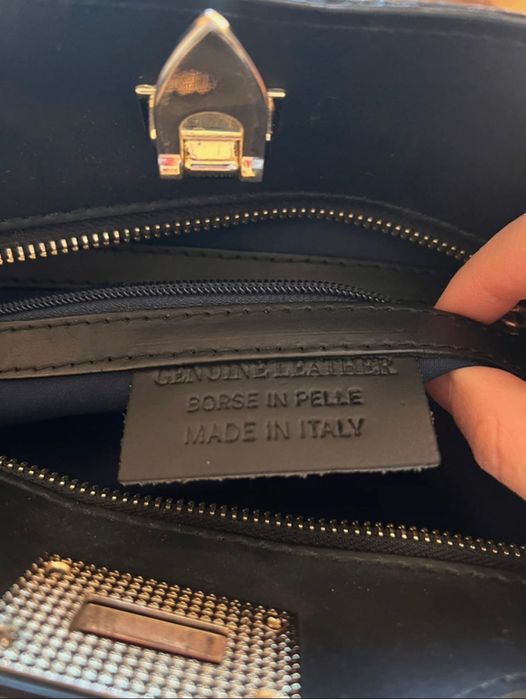 GENUINE LEATHER
BORSE IN PELLE
MADE IN ITALY